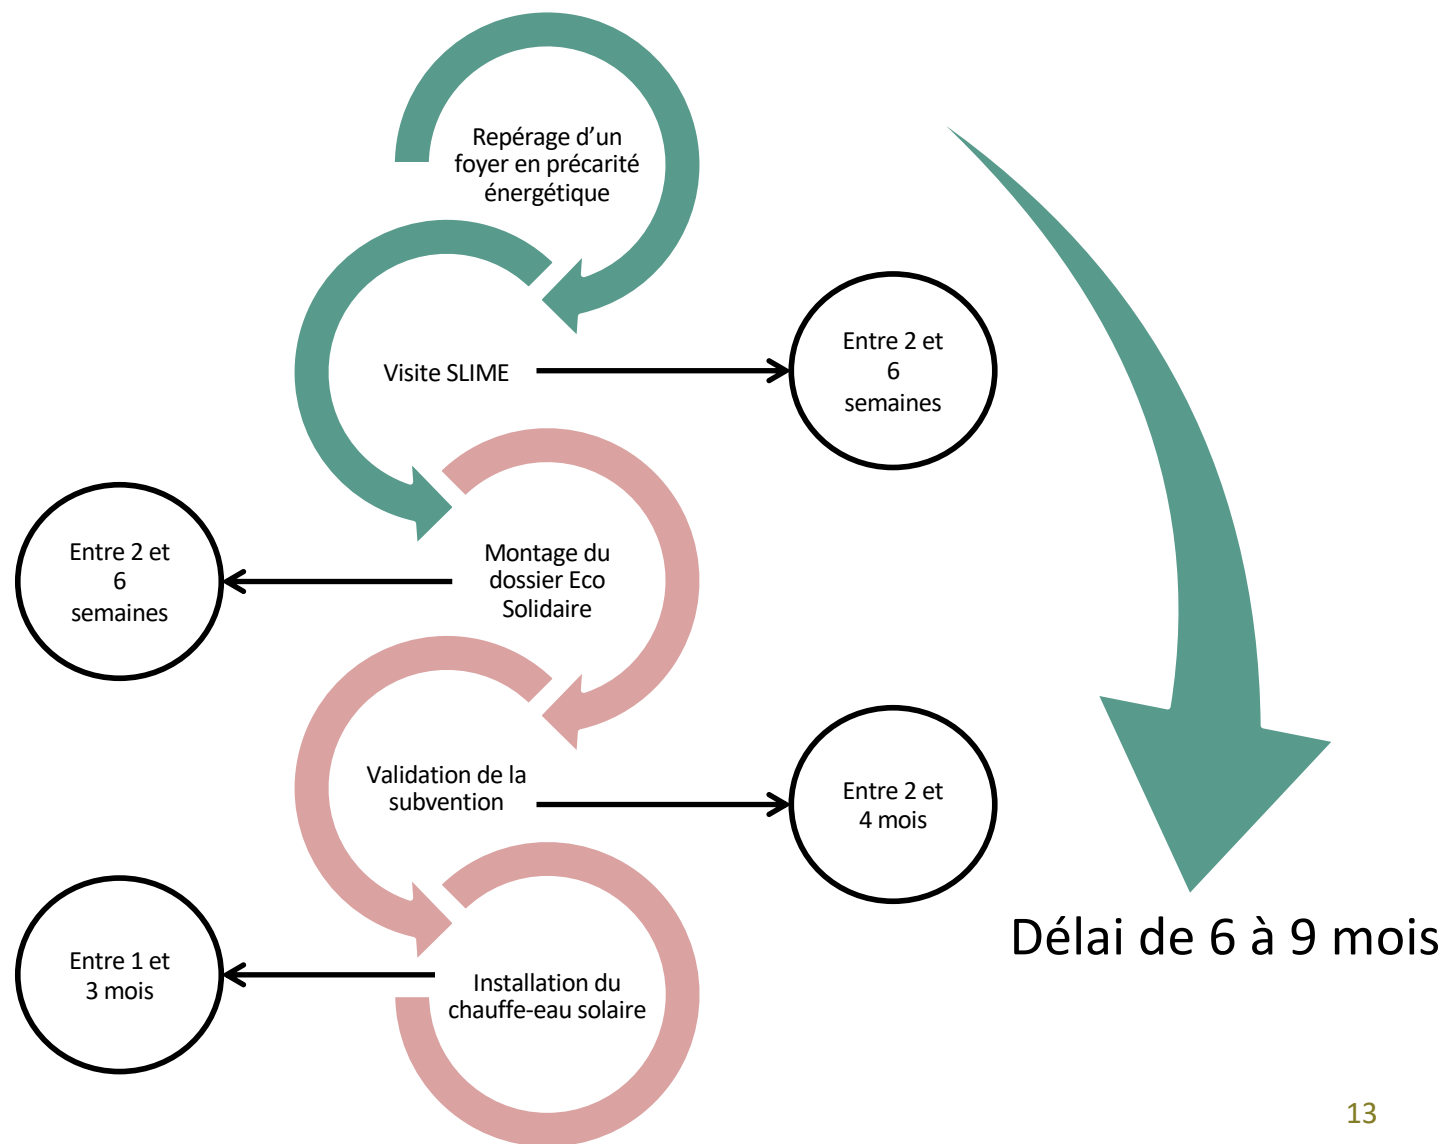 Repérage d’un
foyer en précarité
énergétique
Visite SLIME
Entre 2 et
6
semaines
Montage du
dossier Eco
Solidaire
Entre 2 et
6
semaines
Validation de la
subvention
Entre 2 et
4 mois
Installation du
chauffe-eau solaire
Entre 1 et
3 mois
Délai de 6 à 9 mois
13